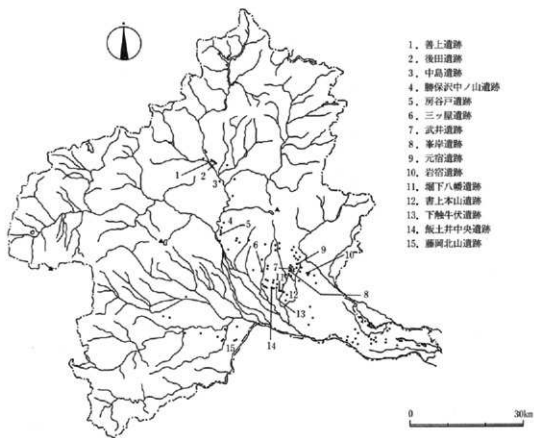 1. 善上遺跡
2. 後田遺跡
3. 中島遺跡
4. 勝保沢中ノ山遺跡
5. 房谷戸遺跡
6. 三ッ屋遺跡
7. 武井遺跡
8. 峯岸遺跡
9. 元宿遺跡
10. 岩宿遺跡
11. 堀下八幡遺跡
12. 書上本山遺跡
13. 下触牛伏遺跡
14. 飯土井中央遺跡
15. 藤岡北山遺跡
1
2
3
4
5
6
9
10
7
11
12
8
13
14
15
0 30km